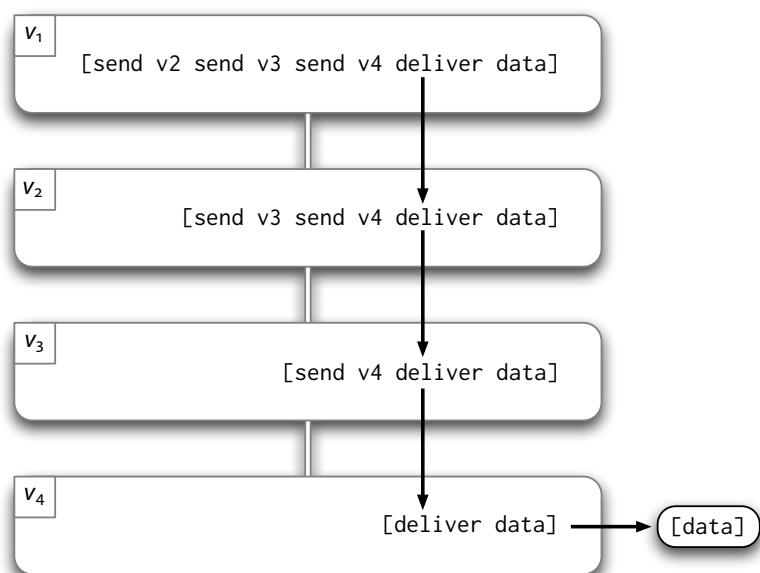 v₁
[send v2 send v3 send v4 deliver data]
v₂
[send v3 send v4 deliver data]
v₃
[send v4 deliver data]
v₄
[deliver data]
[data]